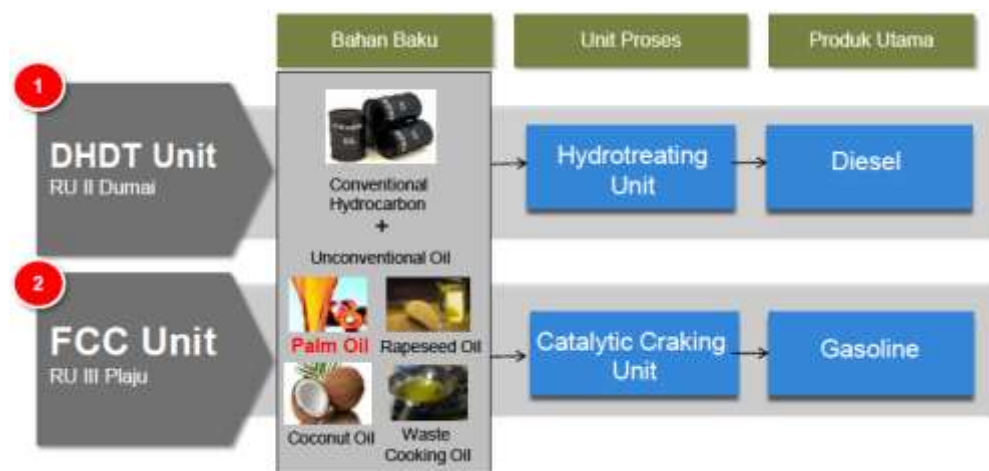 Bahan Baku
Unit Proses
Produk Utama
1
DHDT Unit
RU II Dumai
Conventional
Hydrocarbon
+
Unconventional Oil
Palm Oil
Rapeseed Oil
Coconut Oil
Waste
Cooking Oil
Hydrotreating
Unit
Diesel
2
FCC Unit
RU III Plaju
Catalytic Craking
Unit
Gasoline